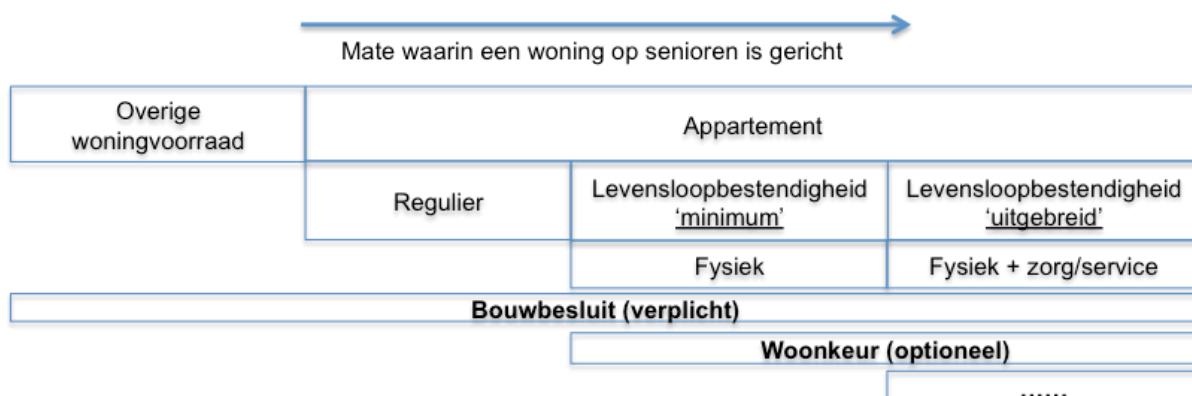 Mate waarin een woning op senioren is gericht
Overige
woningvoorraad
Appartement
Regulier
Levensloopbestendigheid
'minimum'
Levensloopbestendigheid
'uitgebreid'
Fysiek
Fysiek + zorg/service
Bouwbesluit (verplicht)
Woonkeur (optioneel)
......